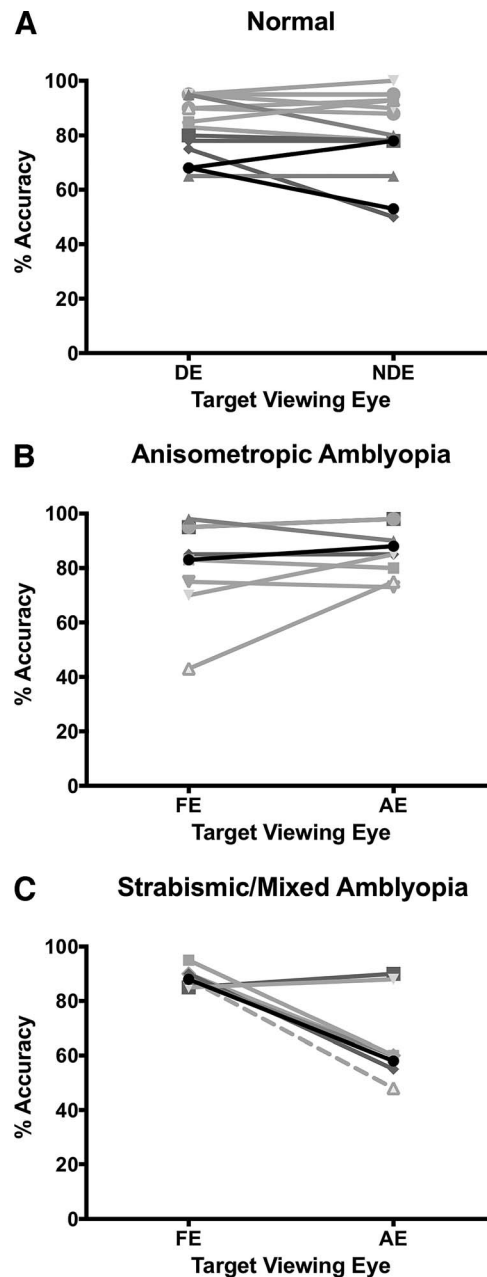 A Normal
100
80
60
40
20
0
% Accuracy
DE NDE
Target Viewing Eye
B Anisometropic Amblyopia
100
80
60
40
20
0
% Accuracy
FE AE
Target Viewing Eye
C Strabismic/Mixed Amblyopia
100
80
60
40
20
0
% Accuracy
FE AE
Target Viewing Eye